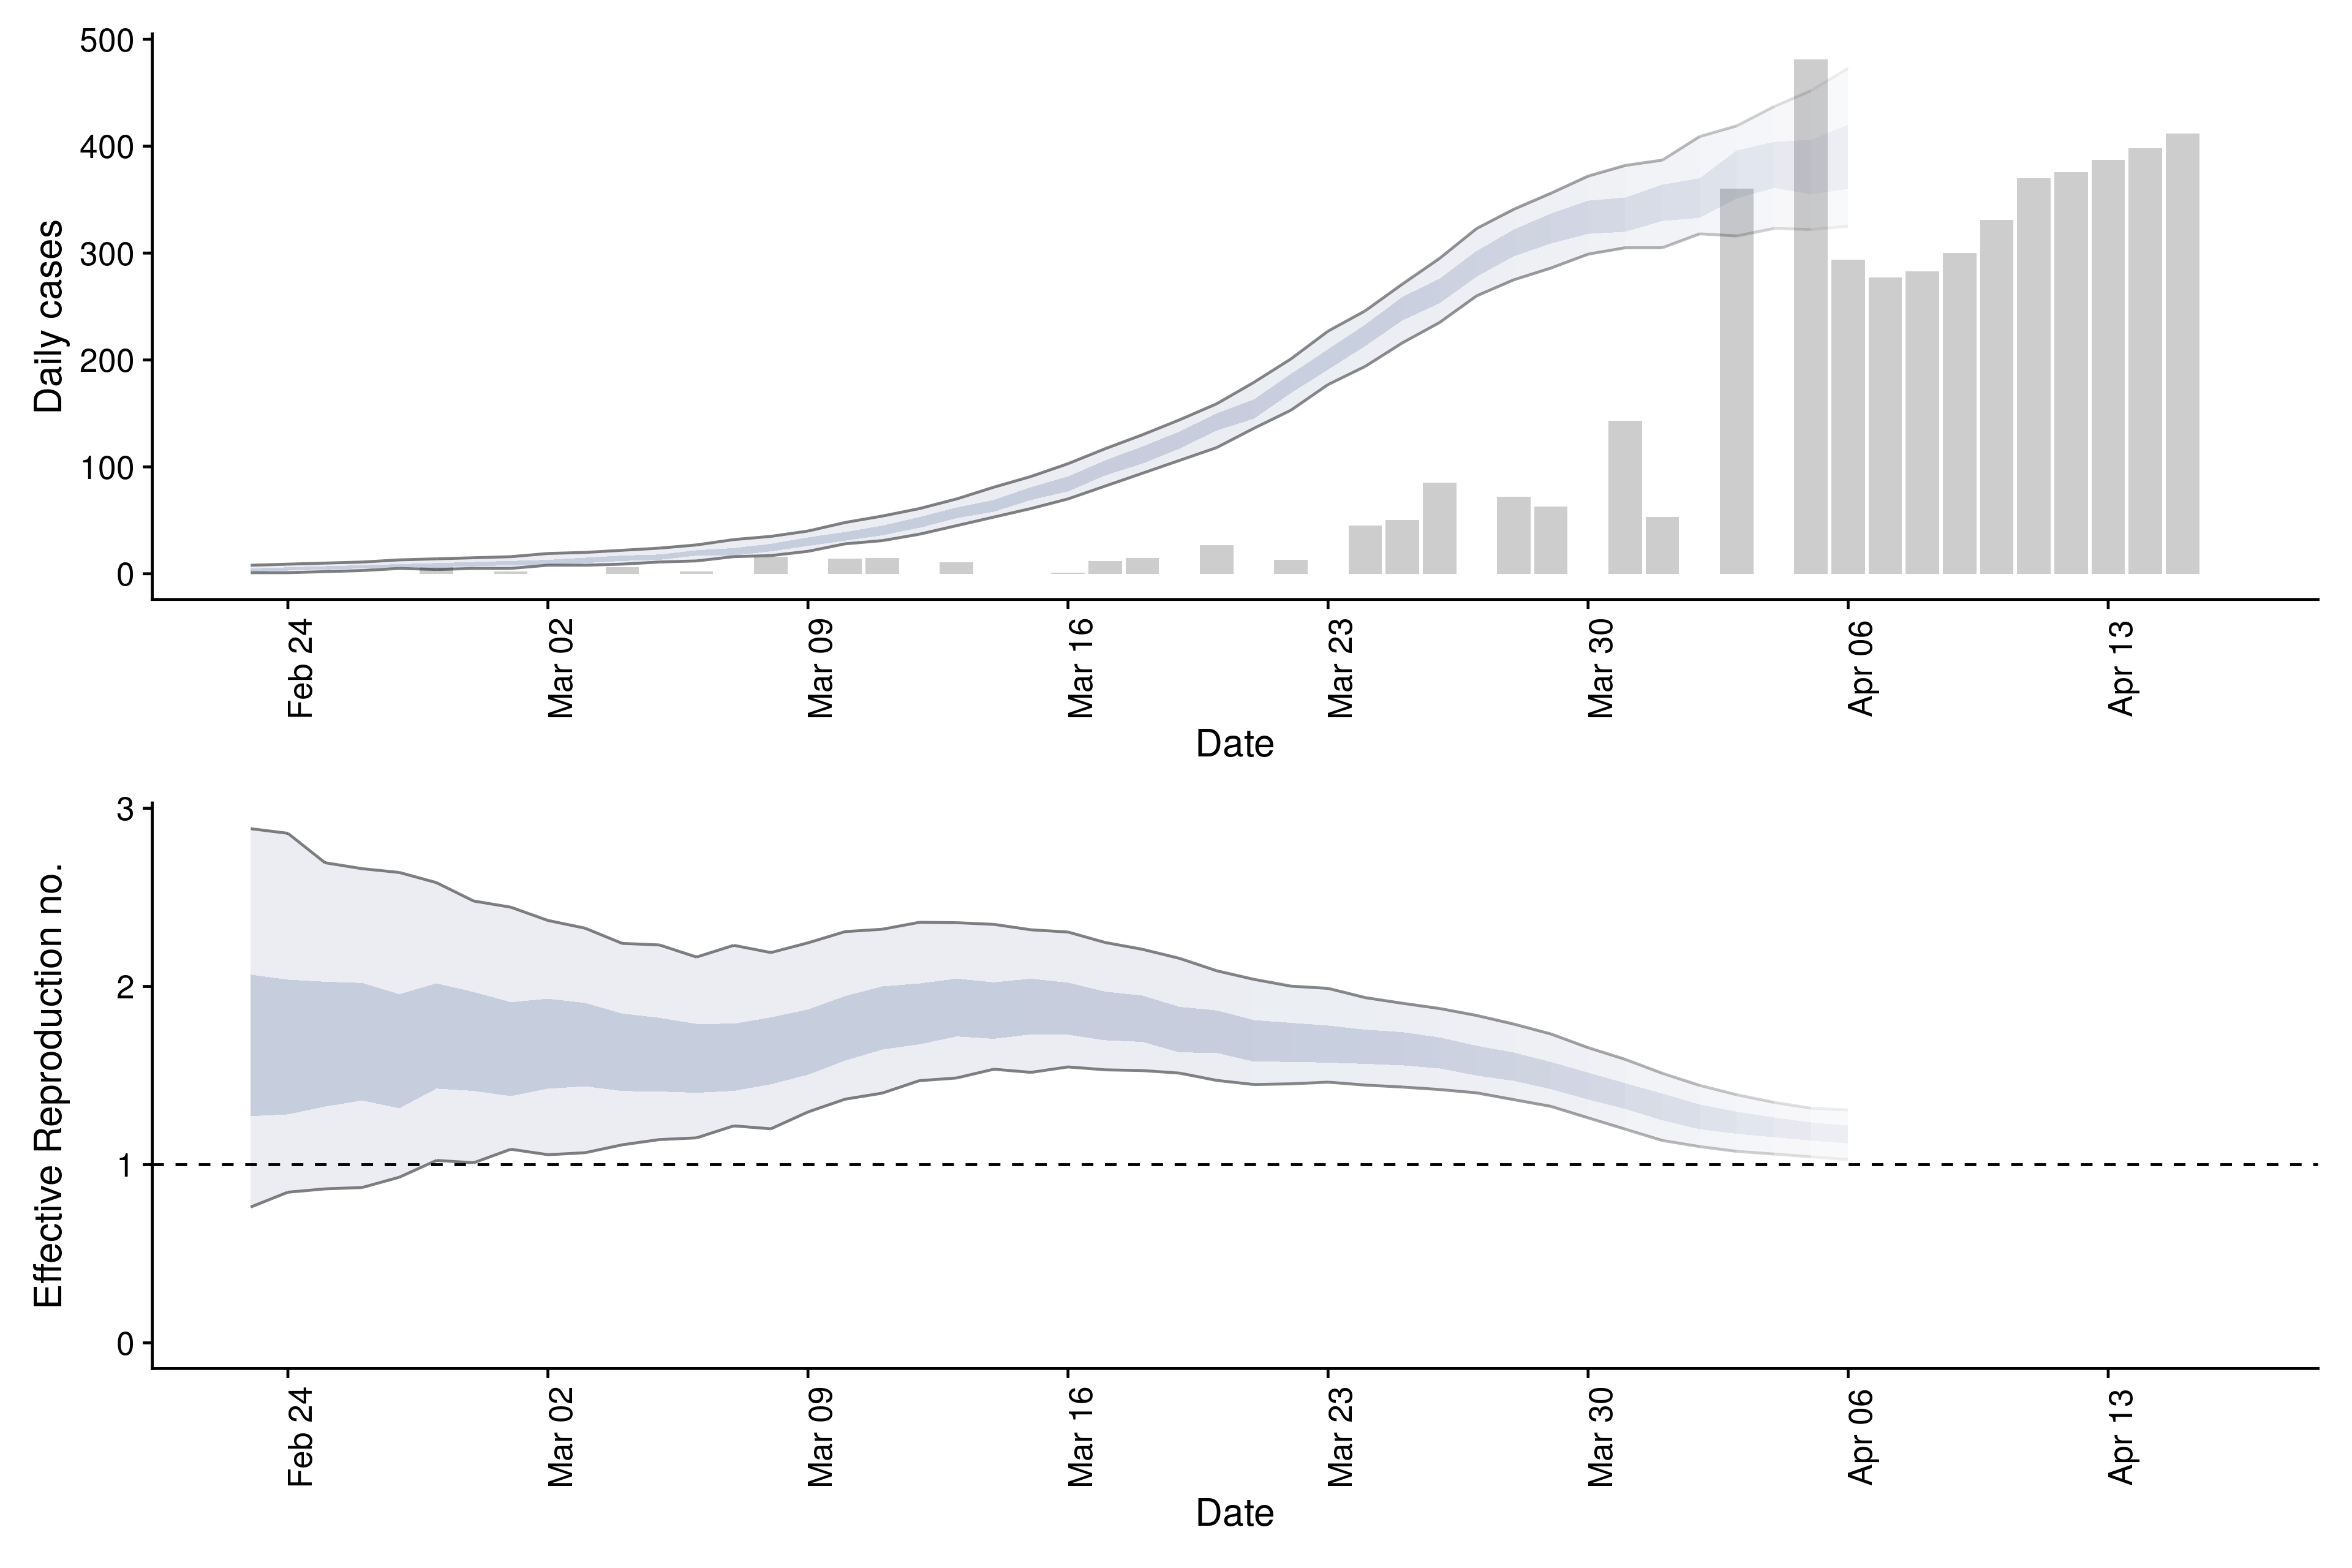 500
400
300
200
100
0
Daily cases
Feb 24
Mar 02
Mar 09
Mar 16
Mar 23
Mar 30
Apr 06
Apr 13
Date
3
2
1
0
Effective Reproduction no.
Feb 24
Mar 02
Mar 09
Mar 16
Mar 23
Mar 30
Apr 06
Apr 13
Date